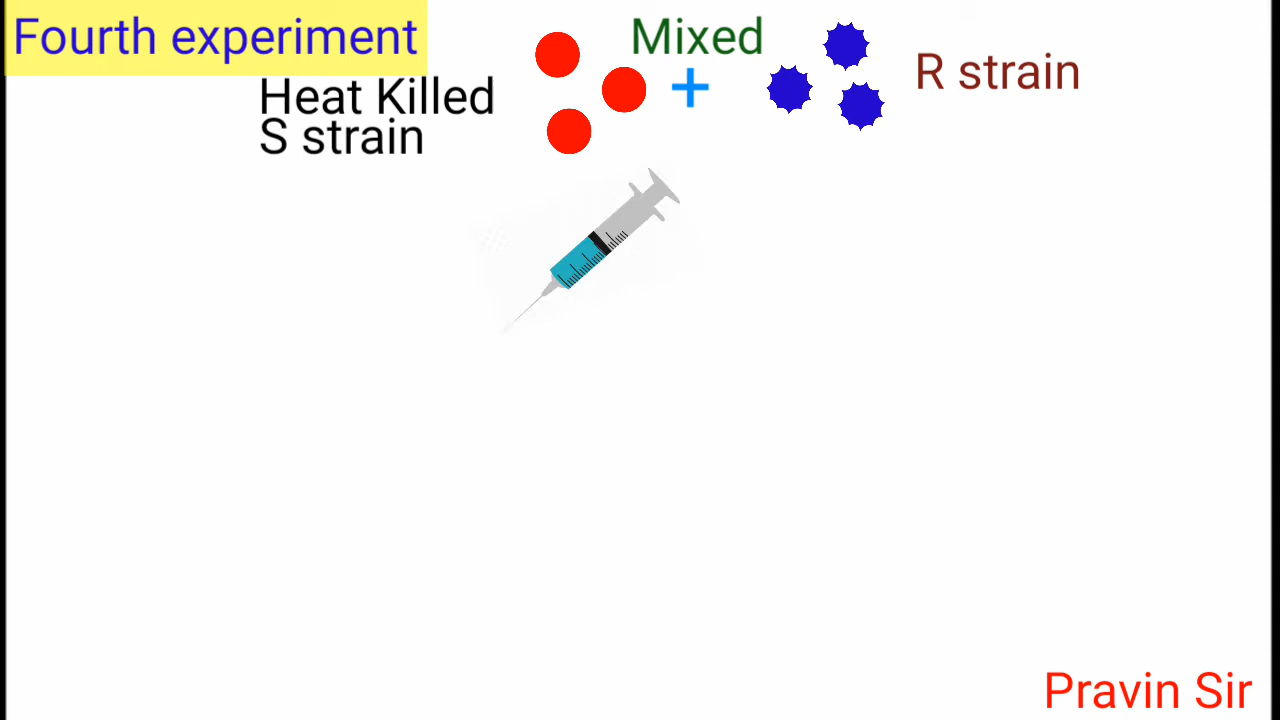 Fourth experiment
Mixed
+
R strain
Heat Killed
S strain
Pravin Sir